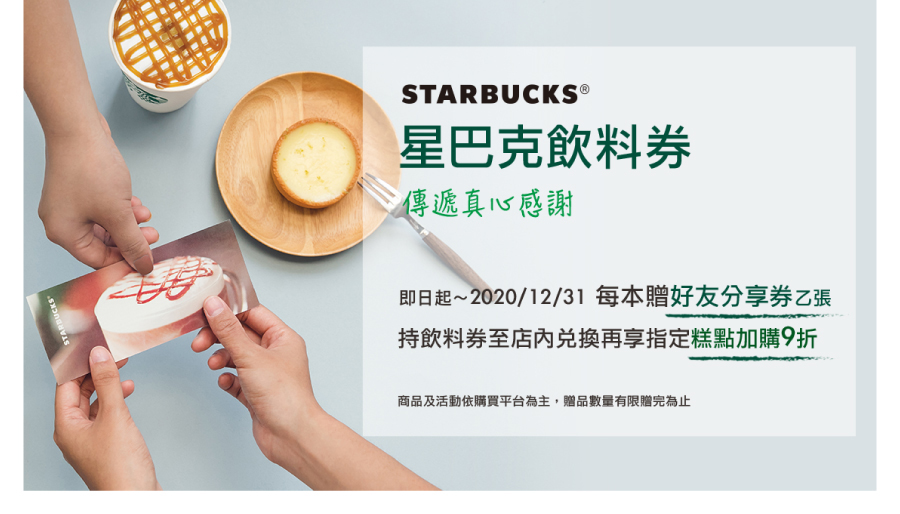 STARBUCKS®
星巴克飲料券
傳遞真心感謝
即日起~2020/12/31 每本贈好友分享券乙張
持飲料券至店內兌換再享指定糕點加購9折
商品及活動依購買平台為主，贈品數量有限贈完為止
STARBUCKS®